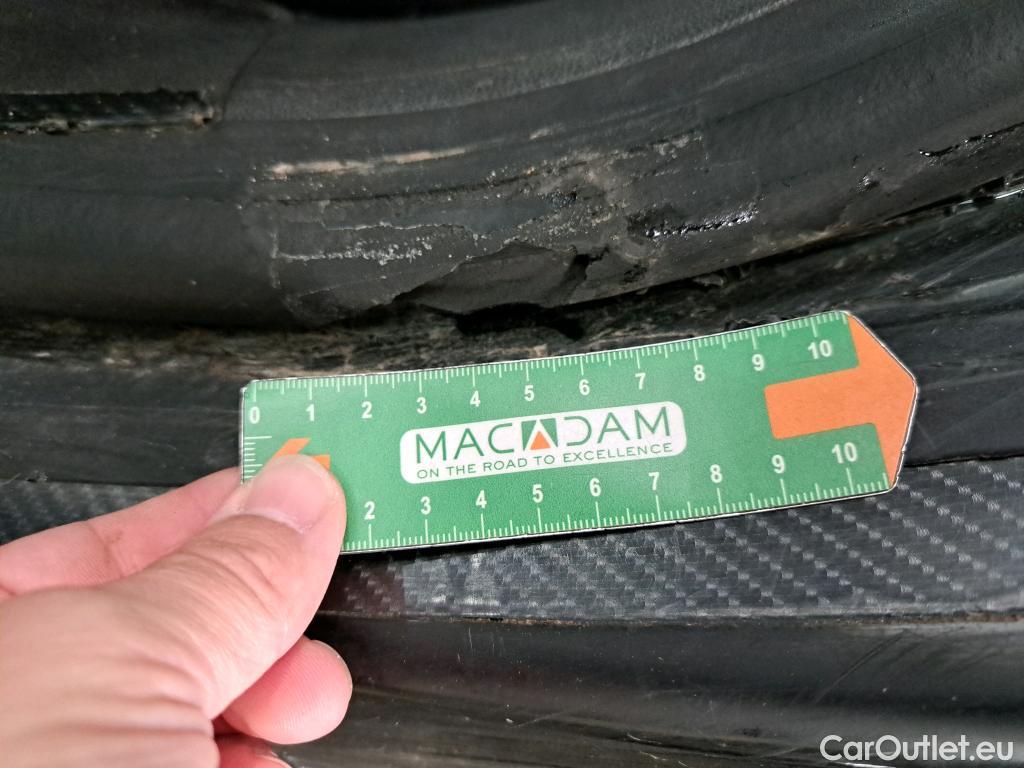 0 1 2 3 4 5 6 7 8 9 10
MACADAM
ON THE ROAD TO EXCELLENCE
2 3 4 5 6 7 8 9 10
CarOutlet.eu